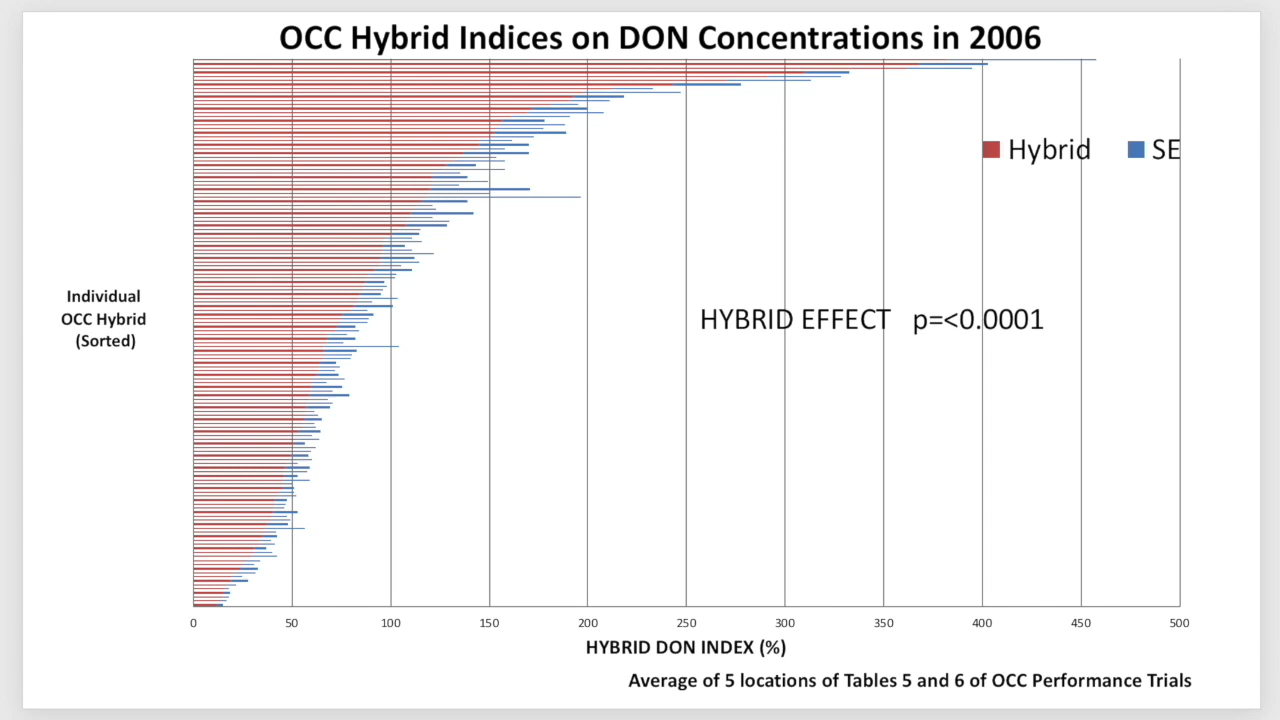 OCC Hybrid Indices on DON Concentrations in 2006
Hybrid SE
HYBRID EFFECT p=<0.0001
Individual
OCC Hybrid
(Sorted)
0 50 100 150 200 250 300 350 400 450 500
HYBRID DON INDEX (%)
Average of 5 locations of Tables 5 and 6 of OCC Performance Trials